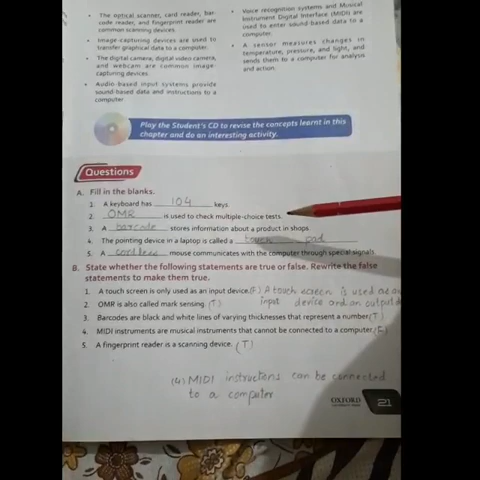 • The optical scanner, card reader, bar-
code reader, and fingerprint reader are
common scanning devices.
• Image-capturing devices are used to
transfer graphical data to a computer.
• The digital camera, digital video camera,
and webcam are common image-
capturing devices.
• Audio-based input systems provide
sound-based data and instructions to a
computer.
• Voice recognition systems and Musical
Instrument Digital Interface (MIDI) are
used to enter sound-based data to a
computer.
• A sensor measures changes in
temperature, pressure, and light, and
sends them to a computer for analysis
and action.
Play the Student's CD to revise the concepts learnt in this
chapter and do an interesting activity.
Questions
A. Fill in the blanks.
1. A keyboard has 104 keys.
2. OMR is used to check multiple-choice tests.
3. A barcode stores information about a product in shops.
4. The pointing device in a laptop is called a touch pad
5. A cordless mouse communicates with the computer through special signals.
B. State whether the following statements are true or false. Rewrite the false
statements to make them true.
1. A touch screen is only used as an input device. (F) A touch screen is used as an
input device and an output de
2. OMR is also called mark sensing. (T)
3. Barcodes are black and white lines of varying thicknesses that represent a number. (T)
4. MIDI instruments are musical instruments that cannot be connected to a computer. (F)
5. A fingerprint reader is a scanning device. (T)
(4) MIDI instructions can be connected
to a computer
OXFORD
UNIVERSITY PRESS
21